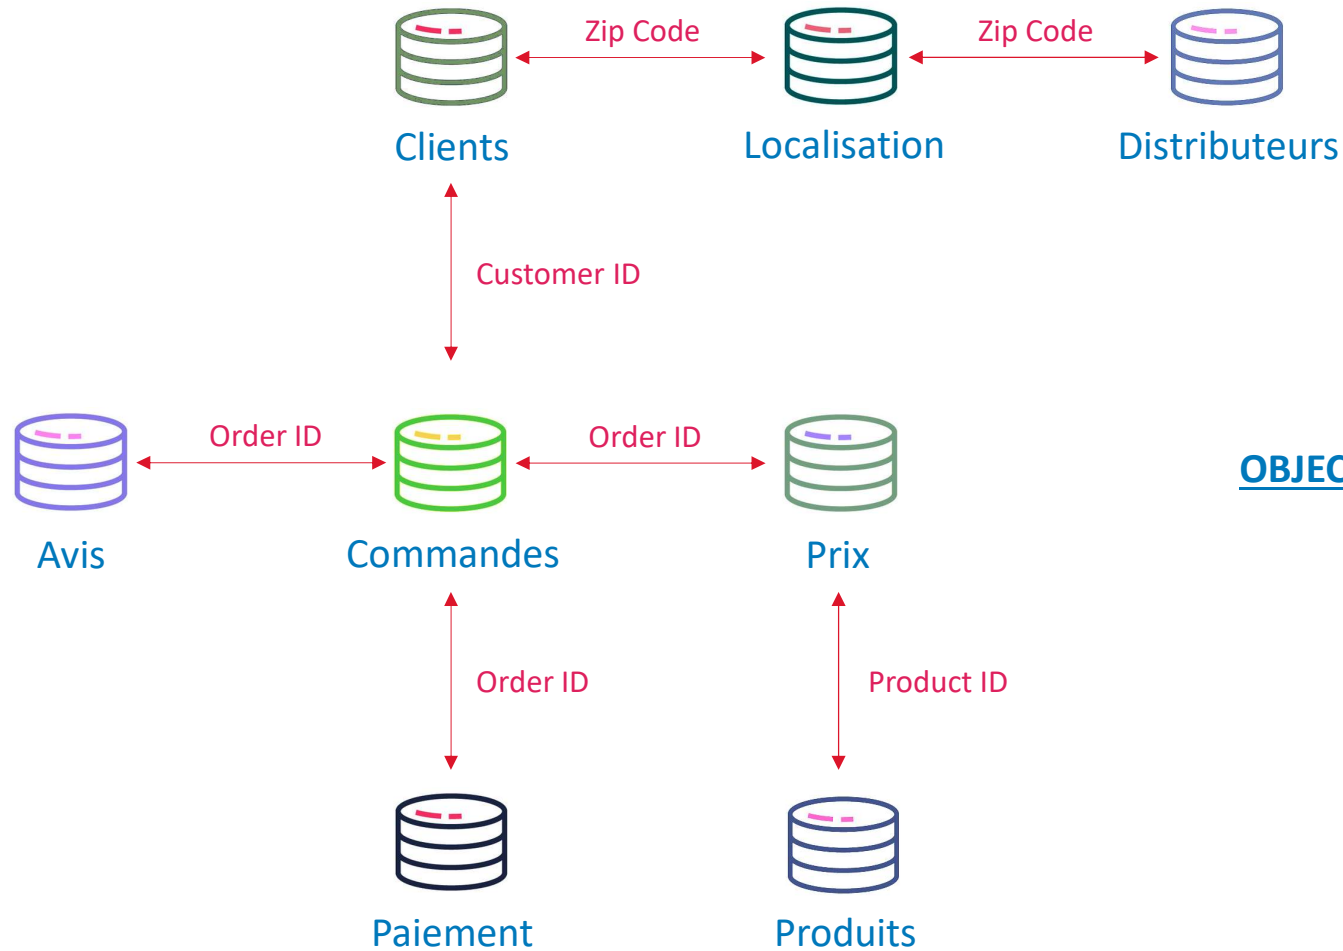 Zip Code
Zip Code
Clients
Localisation
Distributeurs
Customer ID
Order ID
Order ID
OBJEC
Avis
Commandes
Prix
Order ID
Product ID
Paiement
Produits